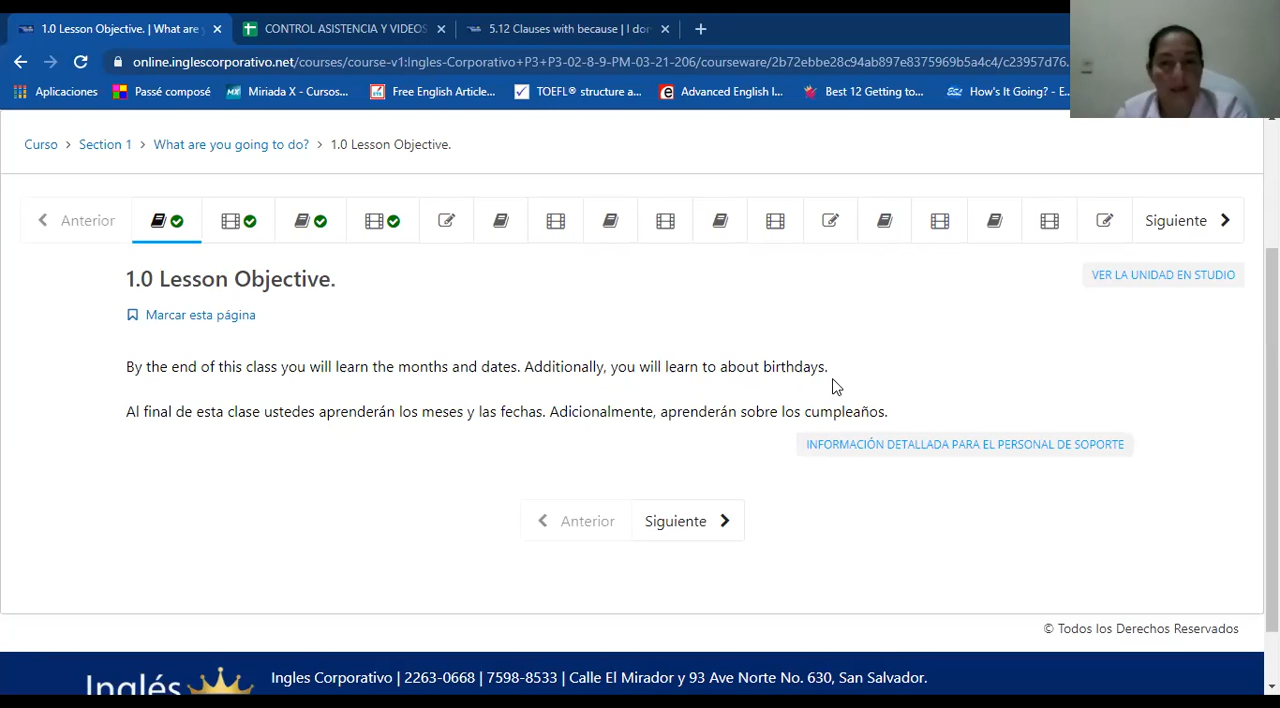 1.0 Lesson Objective. | What are y
CONTROL ASISTENCIA Y VIDEOS
5.12 Clauses with because | I don
online.inglescorporativo.net/courses/course-v1:Ingles-Corporativo+P3+P3-02-8-9-PM-03-21-206/courseware/2b72ebbe28c94ab897e8375969b5a4c4/c23957d76...
Aplicaciones
Passé composé
Miriada X - Cursos...
Free English Article...
TOEFL® structure a...
Advanced English l...
Best 12 Getting to...
How's It Going? - E...
Curso > Section 1 > What are you going to do? > 1.0 Lesson Objective.
Anterior
Siguiente
1.0 Lesson Objective.
VER LA UNIDAD EN STUDIO
Marcar esta página
By the end of this class you will learn the months and dates. Additionally, you will learn to about birthdays.
Al final de esta clase ustedes aprenderán los meses y las fechas. Adicionalmente, aprenderán sobre los cumpleaños.
INFORMACIÓN DETALLADA PARA EL PERSONAL DE SOPORTE
Anterior
Siguiente
© Todos los Derechos Reservados
Inglés
Ingles Corporativo | 2263-0668 | 7598-8533 | Calle El Mirador y 93 Ave Norte No. 630, San Salvador.